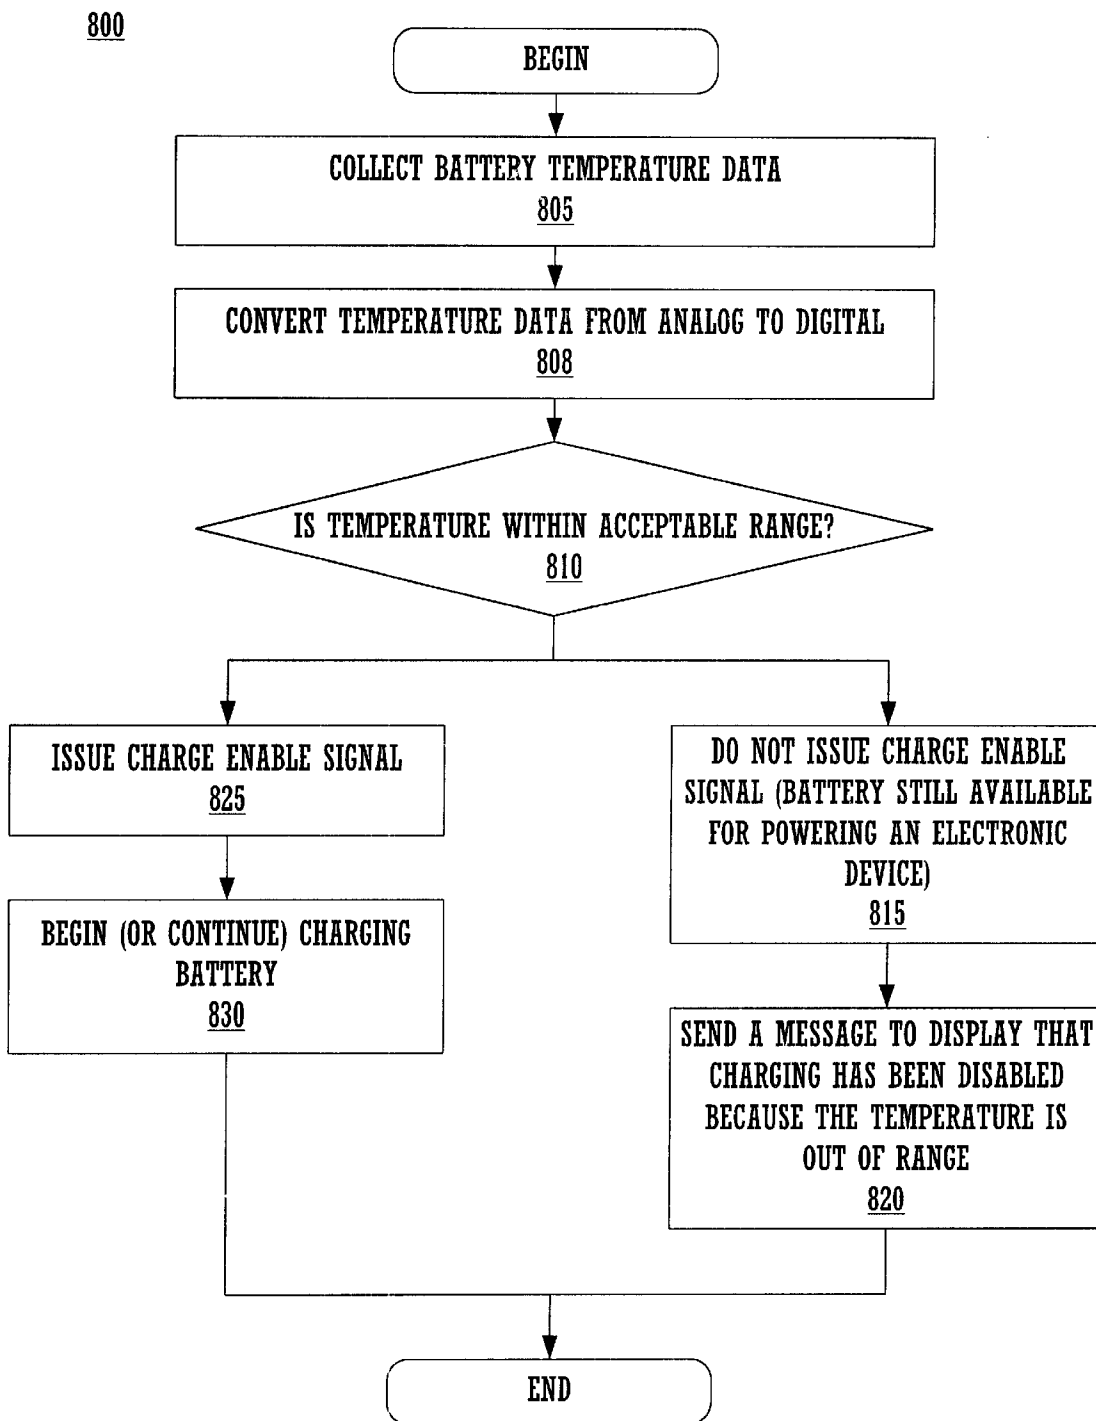 800
BEGIN
COLLECT BATTERY TEMPERATURE DATA
805
CONVERT TEMPERATURE DATA FROM ANALOG TO DIGITAL
808
IS TEMPERATURE WITHIN ACCEPTABLE RANGE?
810
ISSUE CHARGE ENABLE SIGNAL
825
BEGIN (OR CONTINUE) CHARGING
BATTERY
830
DO NOT ISSUE CHARGE ENABLE
SIGNAL (BATTERY STILL AVAILABLE
FOR POWERING AN ELECTRONIC
DEVICE)
815
SEND A MESSAGE TO DISPLAY THAT
CHARGING HAS BEEN DISABLED
BECAUSE THE TEMPERATURE IS
OUT OF RANGE
820
END